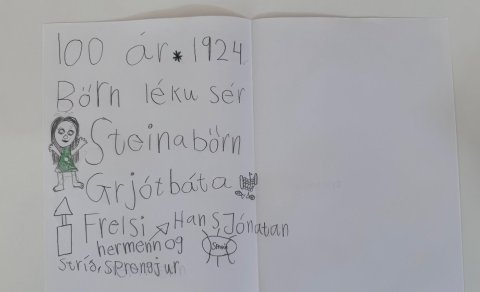 100 ár * 1924
Börn léku sér
Steinabörn
Grjótbáta
Frelsi Hans Jónatan
hermenn og
stríð, sprengjur